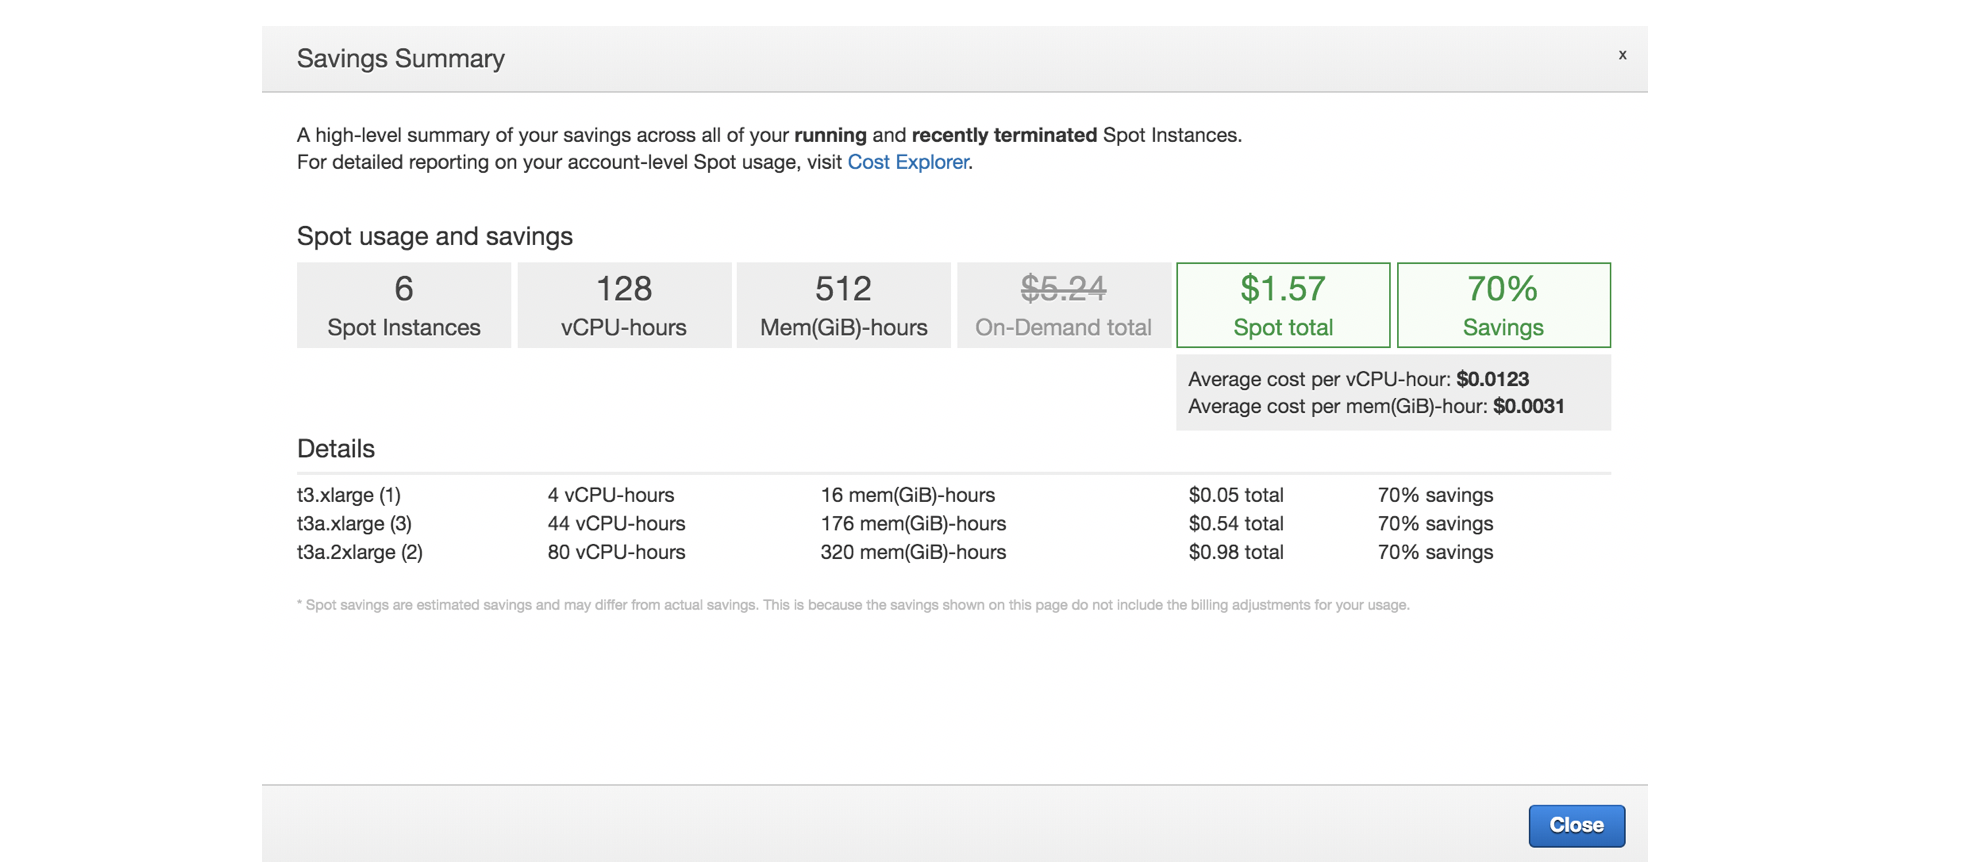 Savings Summary
x
A high-level summary of your savings across all of your running and recently terminated Spot Instances.
For detailed reporting on your account-level Spot usage, visit Cost Explorer.
Spot usage and savings
6
Spot Instances
128
vCPU-hours
512
Mem(GiB)-hours
$5.24
On-Demand total
$1.57
Spot total
70%
Savings
Average cost per vCPU-hour: $0.0123
Average cost per mem(GiB)-hour: $0.0031
Details
t3.xlarge (1) 4 vCPU-hours 16 mem(GiB)-hours $0.05 total 70% savings
t3a.xlarge (3) 44 vCPU-hours 176 mem(GiB)-hours $0.54 total 70% savings
t3a.2xlarge (2) 80 vCPU-hours 320 mem(GiB)-hours $0.98 total 70% savings
* Spot savings are estimated savings and may differ from actual savings. This is because the savings shown on this page do not include the billing adjustments for your usage.
Close